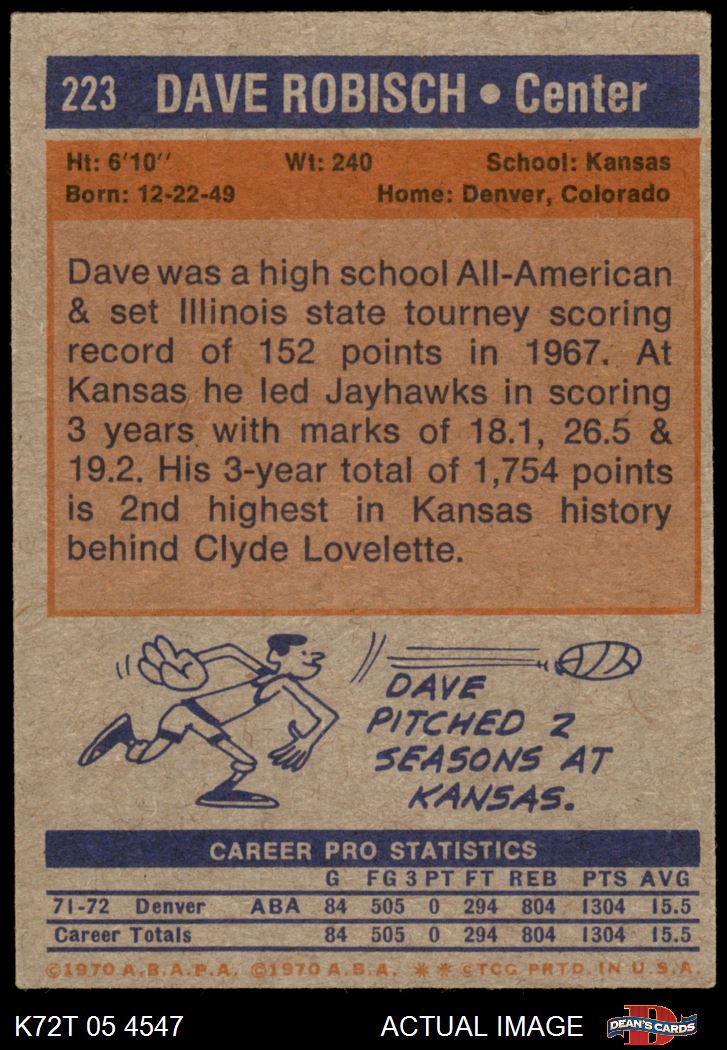 223 DAVE ROBISCH • Center
Ht: 6'10'' Wt: 240 School: Kansas
Born: 12-22-49 Home: Denver, Colorado
Dave was a high school All-American
& set Illinois state tourney scoring
record of 152 points in 1967. At
Kansas he led Jayhawks in scoring
3 years with marks of 18.1, 26.5 &
19.2. His 3-year total of 1,754 points
is 2nd highest in Kansas history
behind Clyde Lovelette.
DAVE
PITCHED 2
SEASONS AT
KANSAS.
CAREER PRO STATISTICS
G FG 3 PT FT REB PTS AVG
71-72 Denver ABA 84 505 0 294 804 1304 15.5
Career Totals 84 505 0 294 804 1304 15.5
©1970 A.B.A.P.A. ©1970 A.B.A. ** ©TCG PRTD. IN U.S.A.
K72T 05 4547 ACTUAL IMAGE DEAN'S CARDS